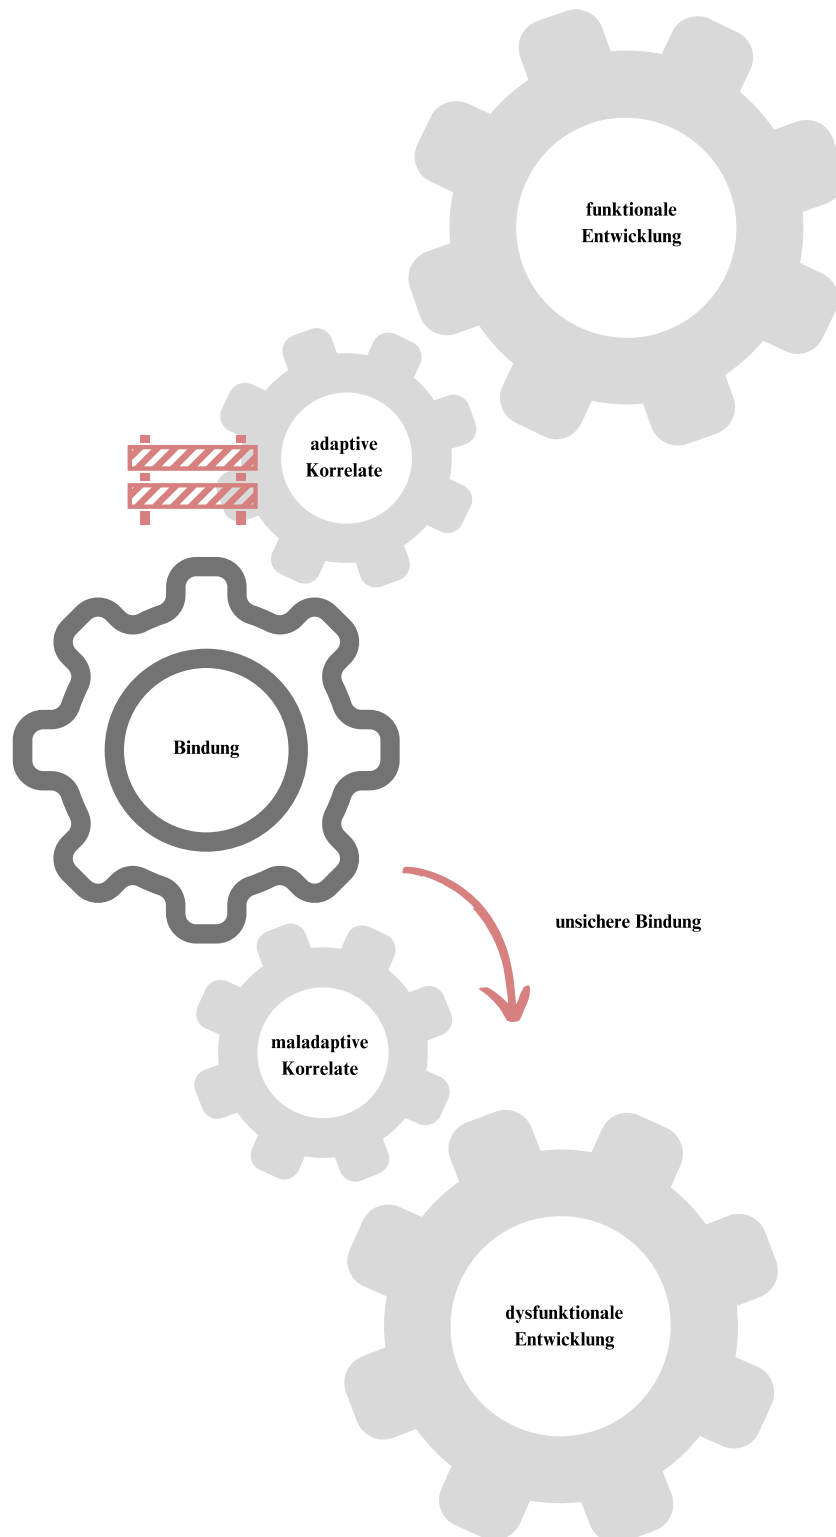 funktionale
Entwicklung
adaptive
Korrelate
Bindung
unsichere Bindung
maladaptive
Korrelate
dysfunktionale
Entwicklung